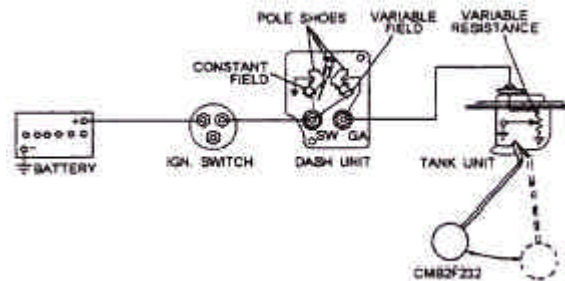 POLE SHOES
VARIABLE
FIELD
VARIABLE
RESISTANCE
CONSTANT
FIELD
+
-
BATTERY
IGN. SWITCH
SW
GA
DASH UNIT
TANK UNIT
CM82F232